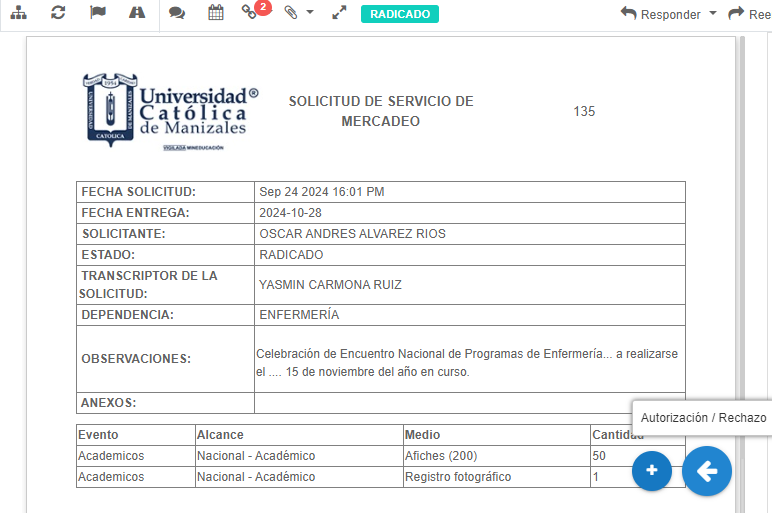 2
RADICADO
Responder
Ree
1954
CATOLICA
Universidad®
Católica
de Manizales
VIGILADA MINEDUCACIÓN
SOLICITUD DE SERVICIO DE
MERCADEO
135
FECHA SOLICITUD: Sep 24 2024 16:01 PM
FECHA ENTREGA: 2024-10-28
SOLICITANTE: OSCAR ANDRES ALVAREZ RIOS
ESTADO: RADICADO
TRANSCRIPTOR DE LA
SOLICITUD: YASMIN CARMONA RUIZ
DEPENDENCIA: ENFERMERÍA
OBSERVACIONES: Celebración de Encuentro Nacional de Programas de Enfermería... a realizarse
el .... 15 de noviembre del año en curso.
ANEXOS:
Autorización / Rechazo
Evento Alcance Medio Cantidad
Academicos Nacional - Académico Afiches (200) 50
Academicos Nacional - Académico Registro fotográfico 1